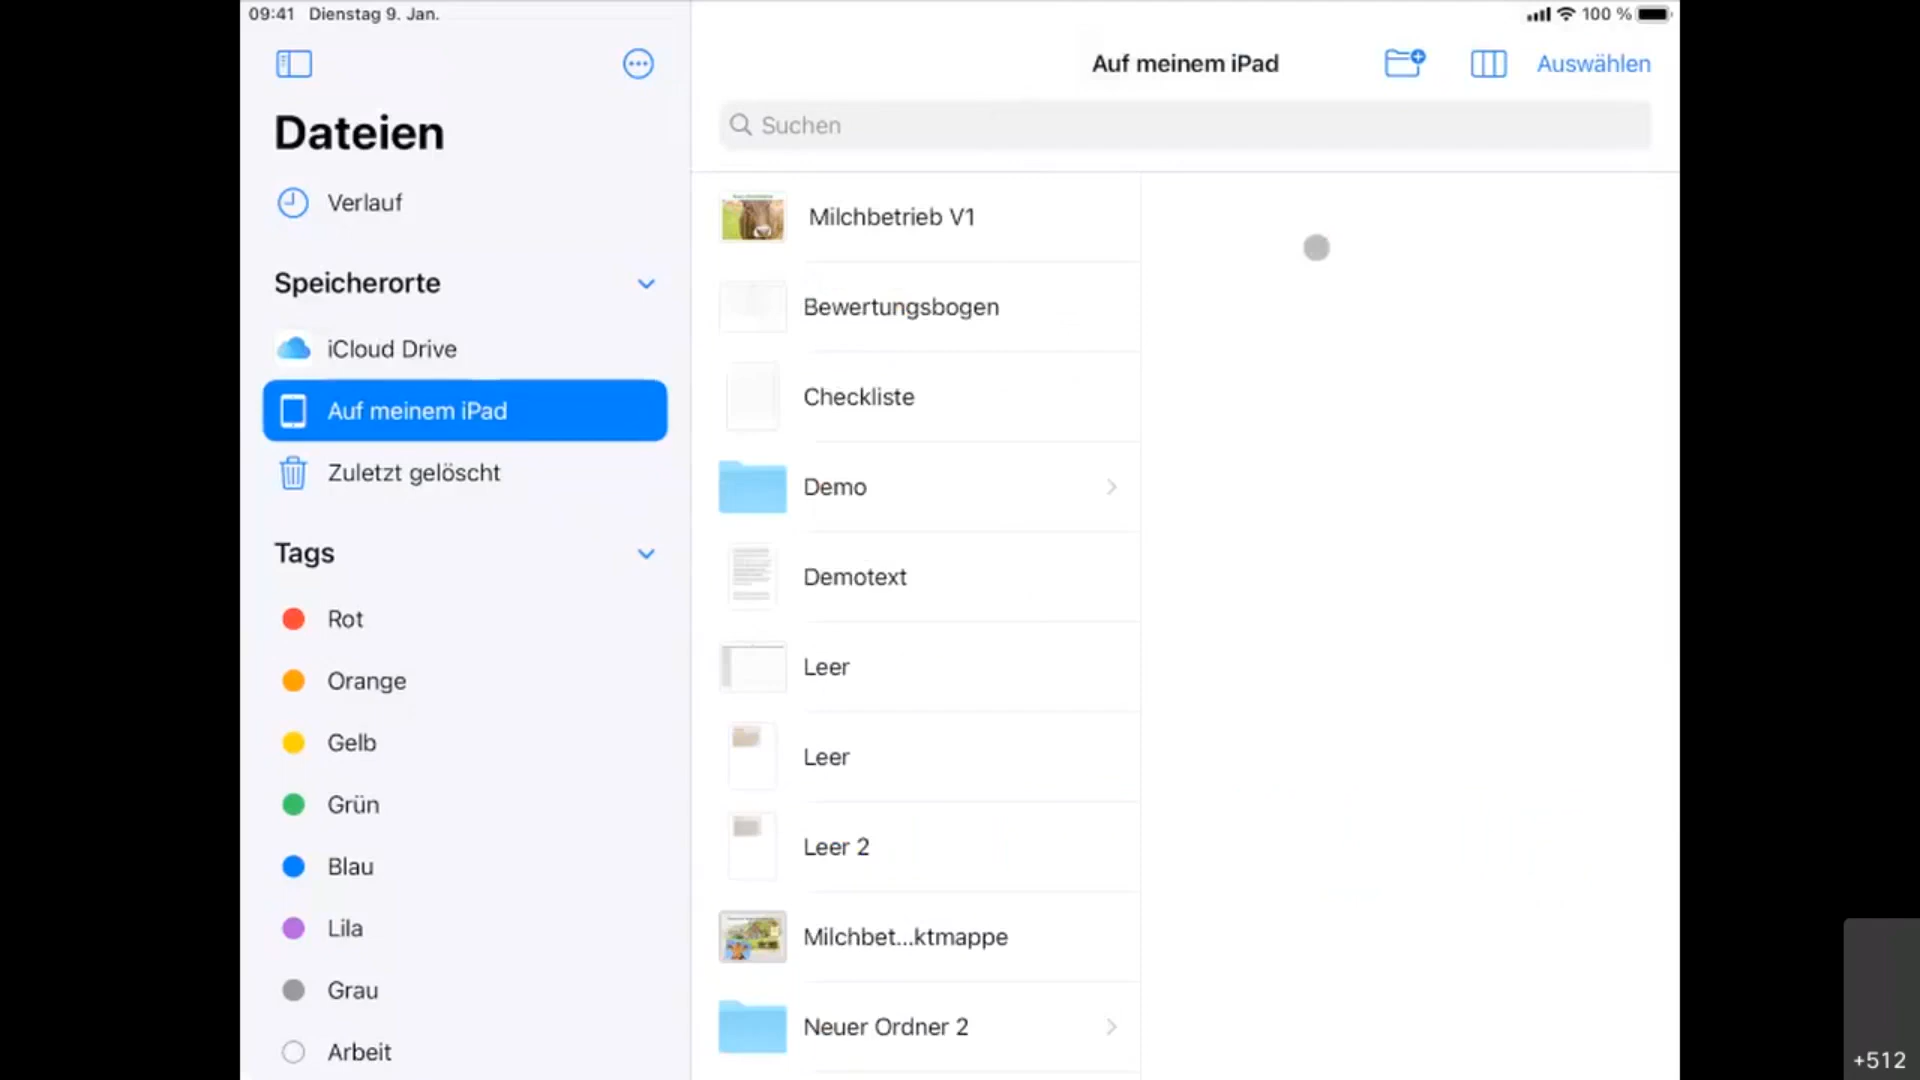 09:41 Dienstag 9. Jan.
100 %
Dateien
Verlauf
Speicherorte
iCloud Drive
Auf meinem iPad
Zuletzt gelöscht
Tags
Rot
Orange
Gelb
Grün
Blau
Lila
Grau
Arbeit
Auf meinem iPad
Auswählen
Suchen
Milchbetrieb V1
Bewertungsbogen
Checkliste
Demo
Demotext
Leer
Leer
Leer 2
Milchbet...ktmappe
Neuer Ordner 2
+512